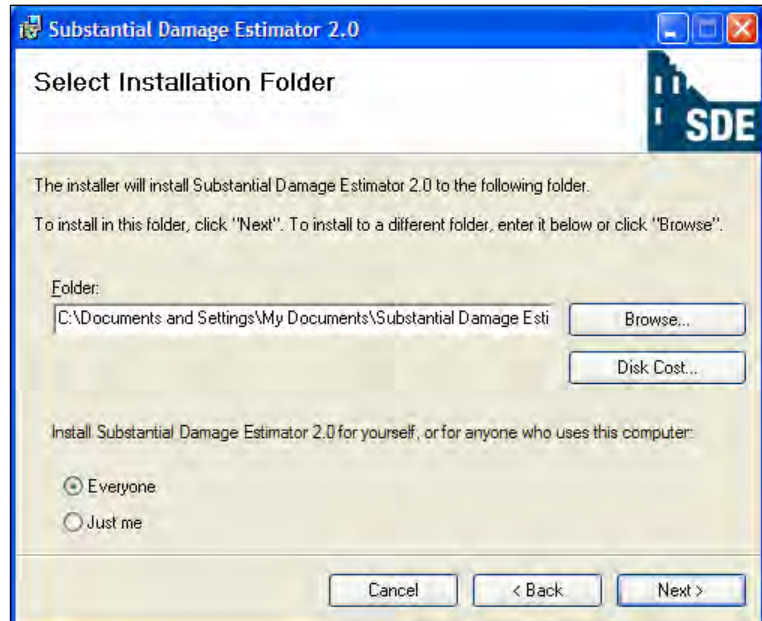 Substantial Damage Estimator 2.0
Select Installation Folder
SDE
The installer will install Substantial Damage Estimator 2.0 to the following folder.
To install in this folder, click "Next". To install to a different folder, enter it below or click "Browse".
Folder:
C:\Documents and Settings\My Documents\Substantial Damage Esti
Browse...
Disk Cost...
Install Substantial Damage Estimator 2.0 for yourself, or for anyone who uses this computer:
Everyone
Just me
Cancel
< Back
Next >